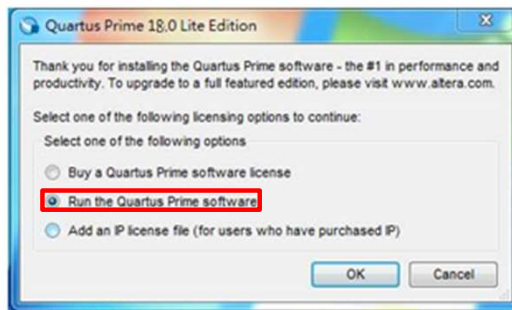 Quartus Prime 18.0 Lite Edition
Thank you for installing the Quartus Prime software - the #1 in performance and
productivity. To upgrade to a full featured edition, please visit www.altera.com.
Select one of the following licensing options to continue:
Select one of the following options
Buy a Quartus Prime software license
Run the Quartus Prime software
Add an IP license file (for users who have purchased IP)
OK Cancel